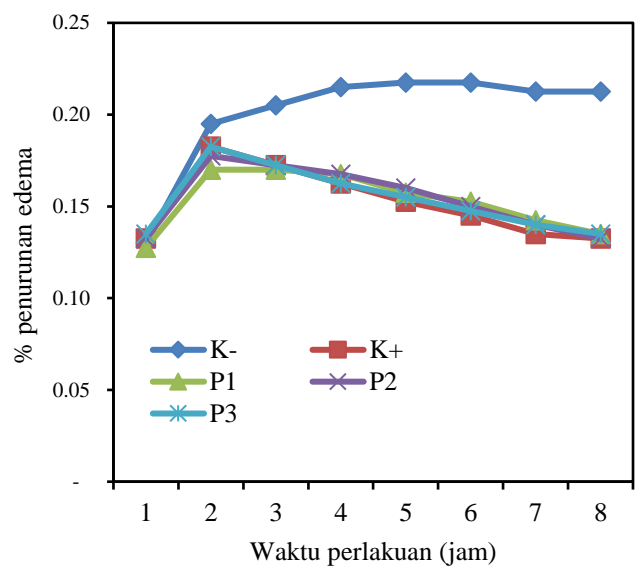 % penurunan edema
0.25
0.20
0.15
0.10
0.05
-
K- K+
P1 P2
P3
1 2 3 4 5 6 7 8
Waktu perlakuan (jam)